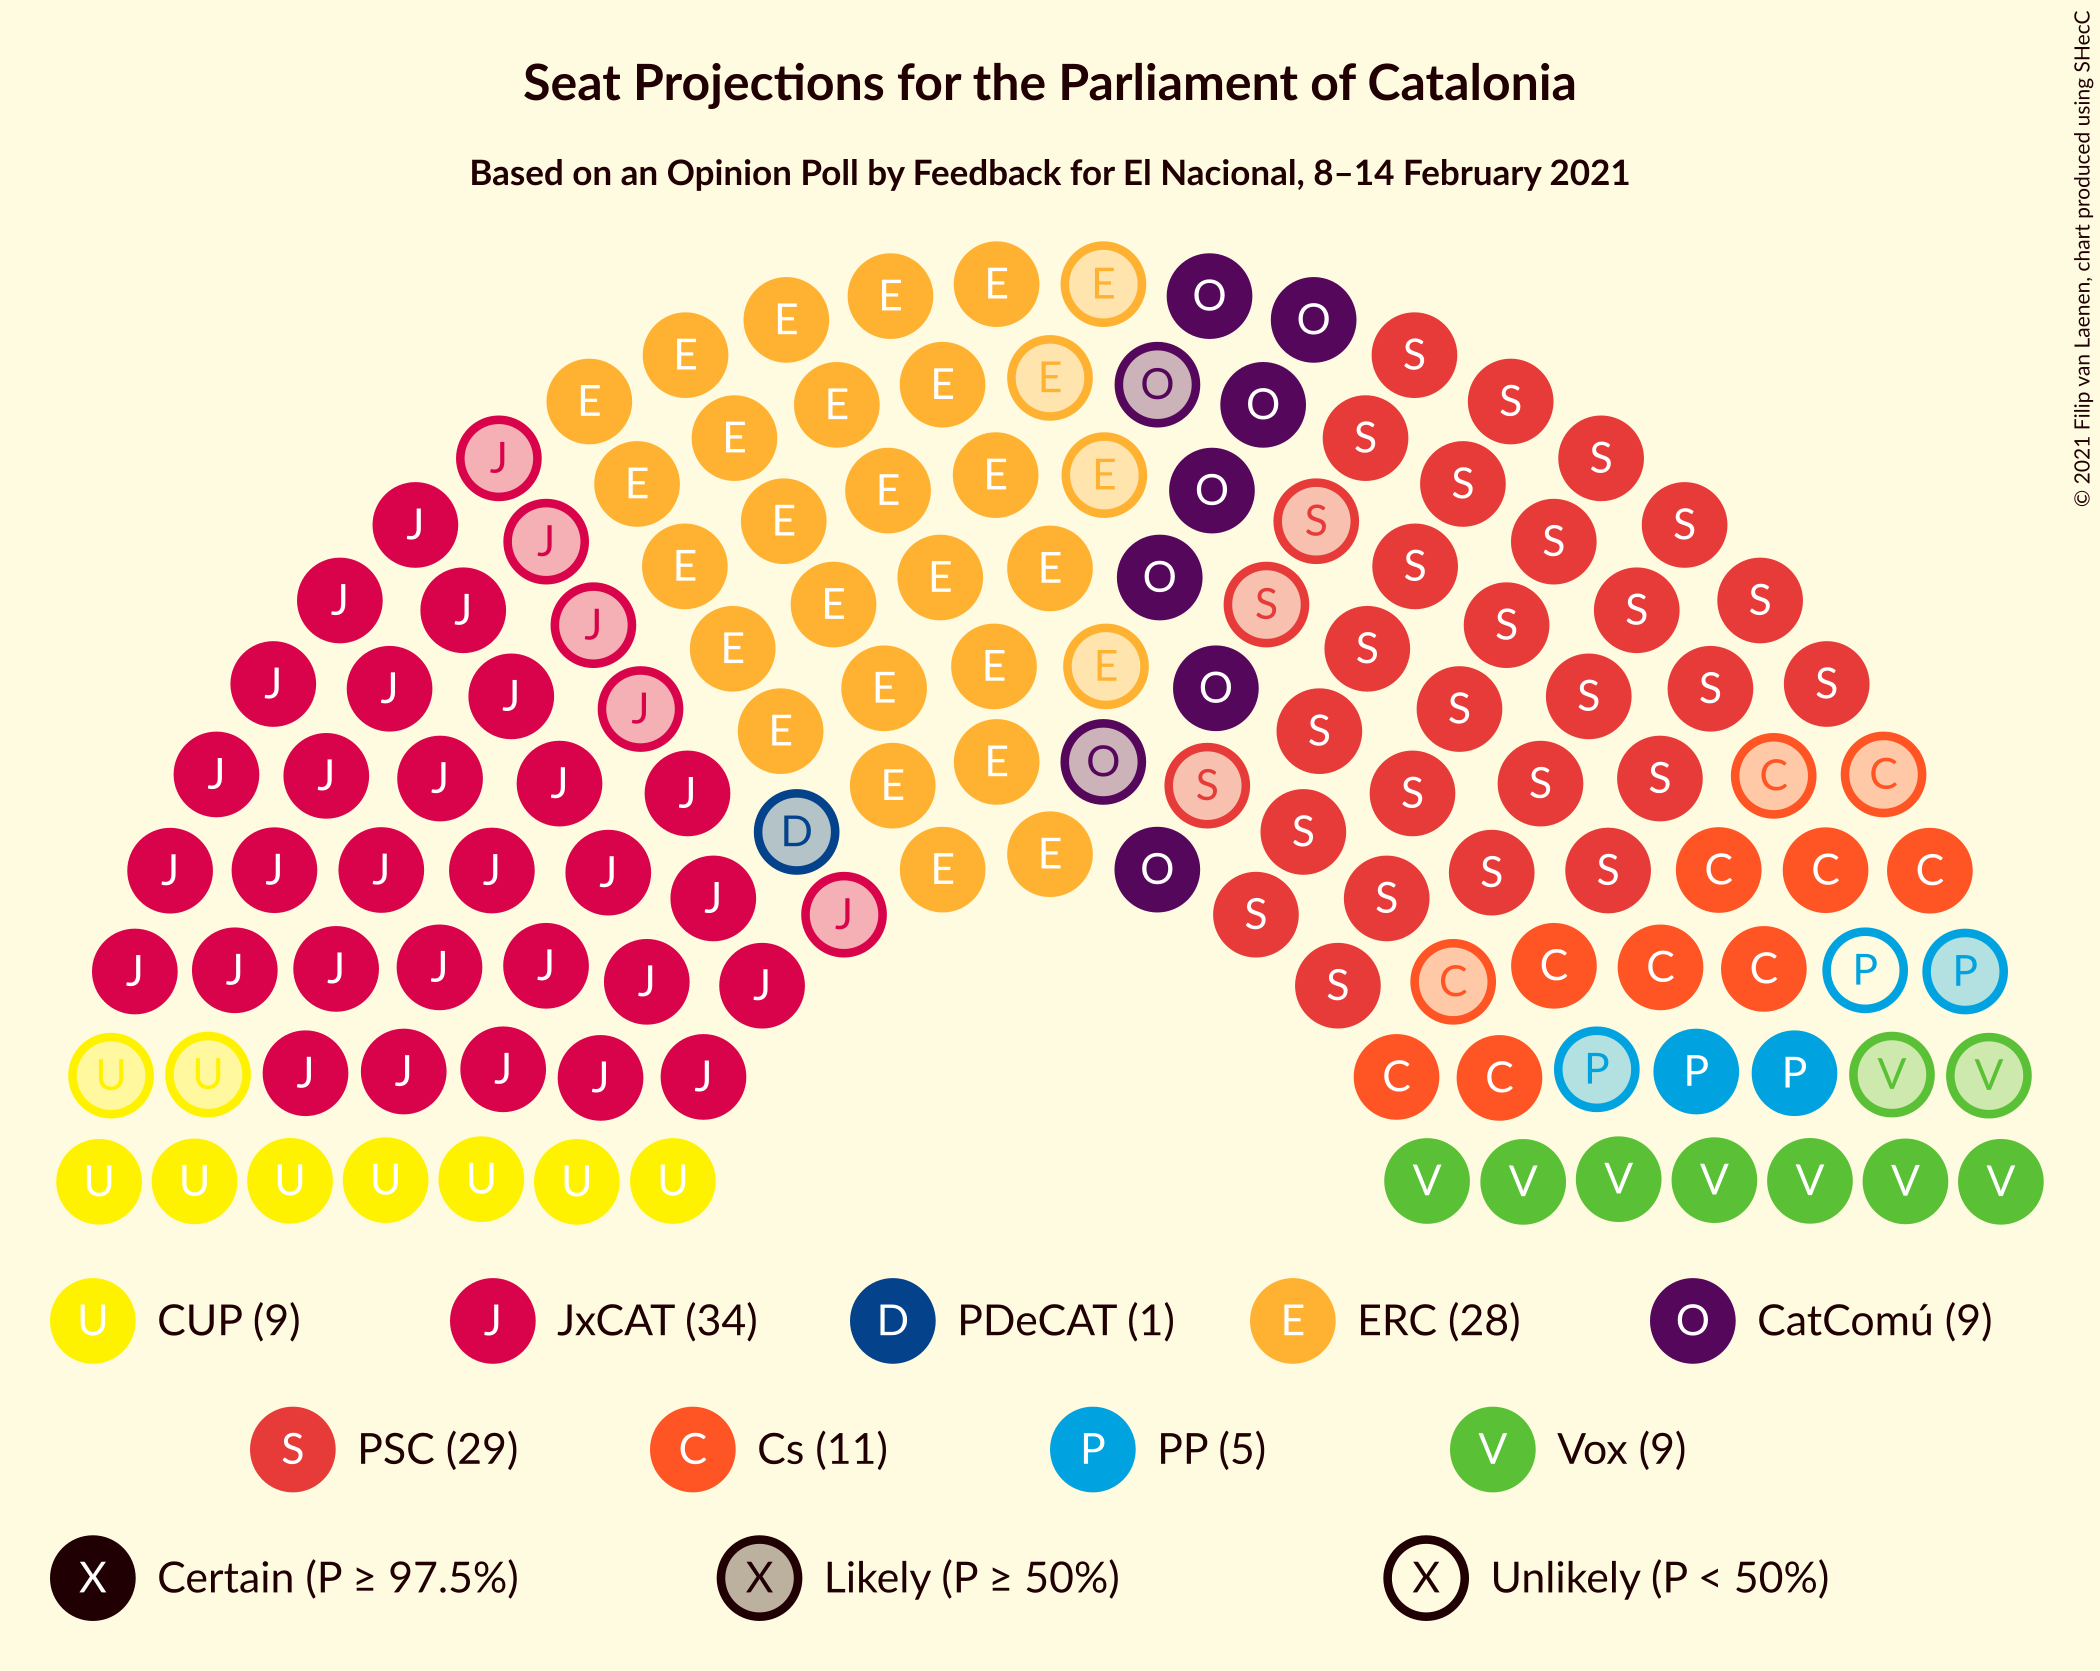 Seat Projections for the Parliament of Catalonia
Based on an Opinion Poll by Feedback for El Nacional, 8–14 February 2021
© 2021 Filip van Laenen, chart produced using SHecC
E E E O O
E E S
E E O O S S
E E S S
J E E E E O S S S
J J E E E E O S S S S
J J J E E E O S S S S S
J J J J E E E O S S S S S S
J J J J J E E E O S S S S S C C
J J J J J J D E E O S S S S S C C C
J J J J J J J J S S C C C C P P
U U J J J J J C C P P P V V
U U U U U U U V V V V V V V
U CUP (9) J JxCAT (34) D PDeCAT (1) E ERC (28) O CatComú (9)
S PSC (29) C Cs (11) P PP (5) V Vox (9)
X Certain (P ≥ 97.5%) X Likely (P ≥ 50%) X Unlikely (P < 50%)